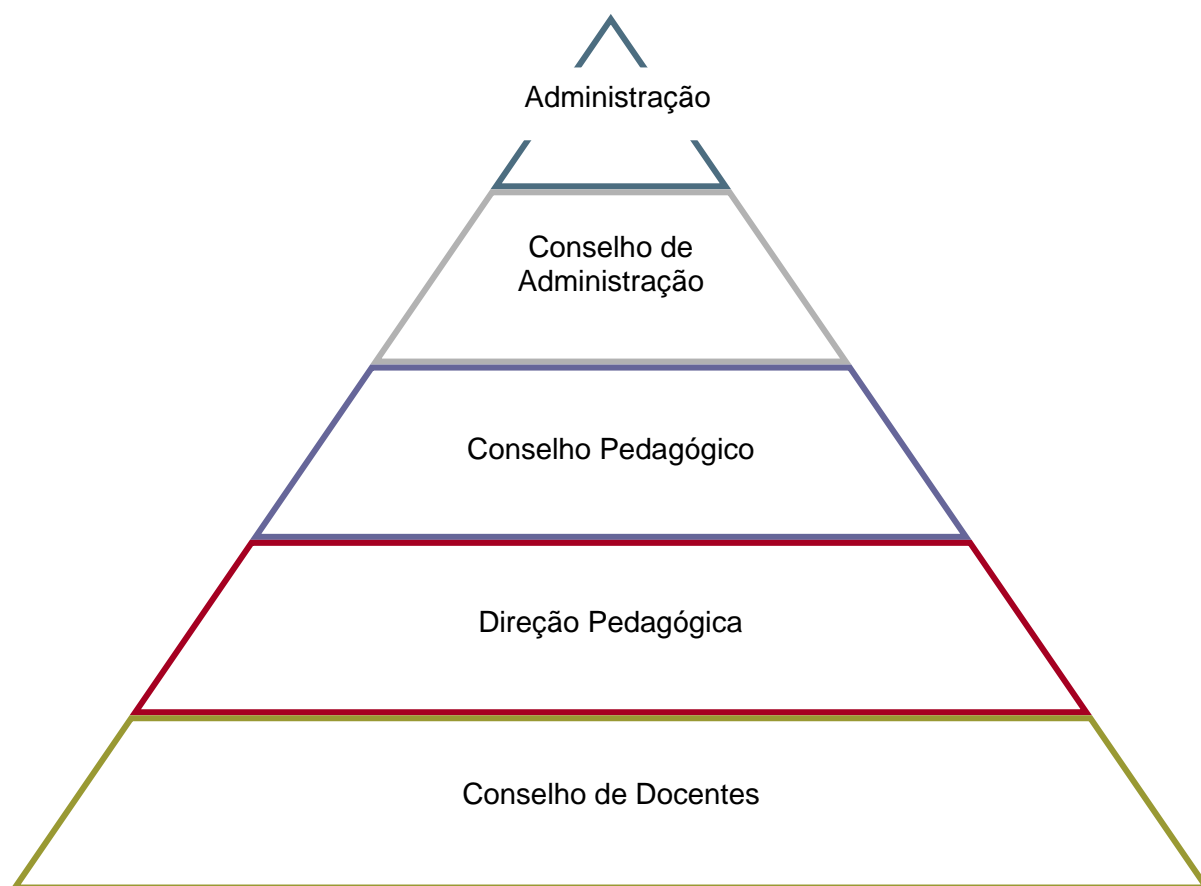 Administração
Conselho de
Administração
Conselho Pedagógico
Direção Pedagógica
Conselho de Docentes